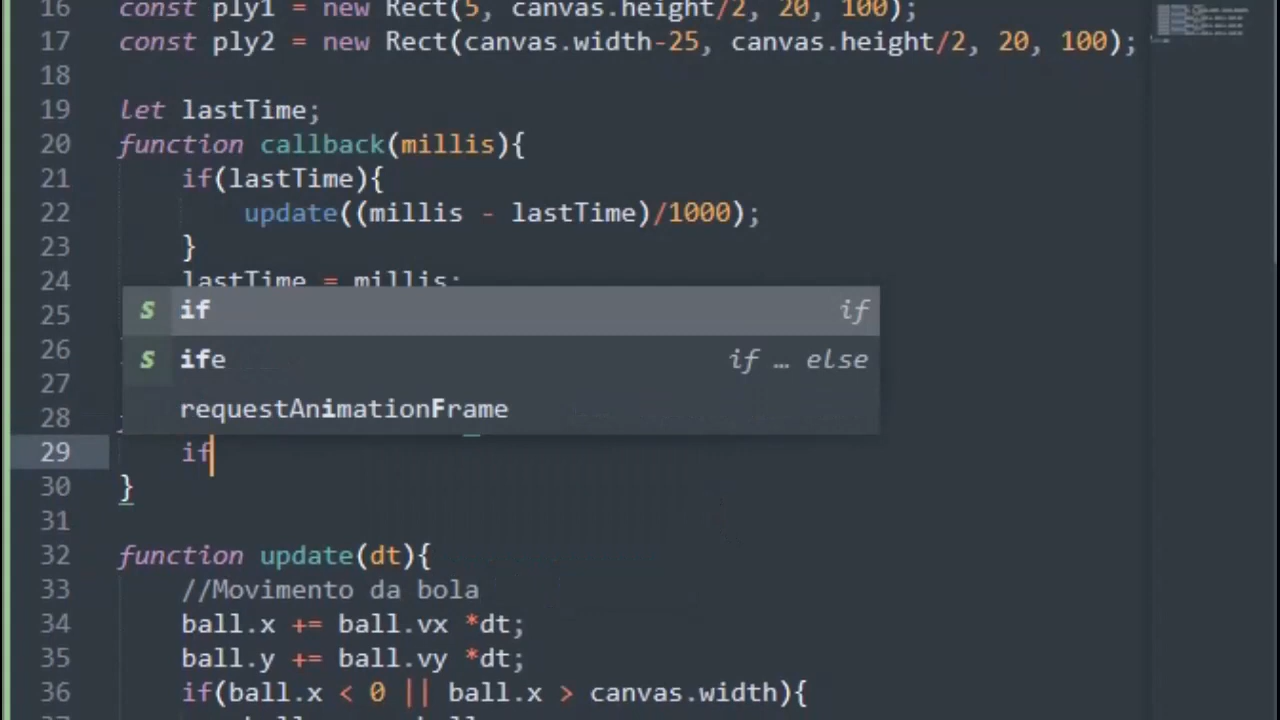 16 const ply1 = new Rect(5, canvas.height/2, 20, 100);
17 const ply2 = new Rect(canvas.width-25, canvas.height/2, 20, 100);
18
19 let lastTime;
20 function callback(millis){
21 if(lastTime){
22 update((millis - lastTime)/1000);
23 }
24 lastTime = millis;
25
if if
26
ife if … else
27
requestAnimationFrame
28
29 if
30 }
31
32 function update(dt){
33 //Movimento da bola
34 ball.x += ball.vx *dt;
35 ball.y += ball.vy *dt;
36 if(ball.x < 0 || ball.x > canvas.width){